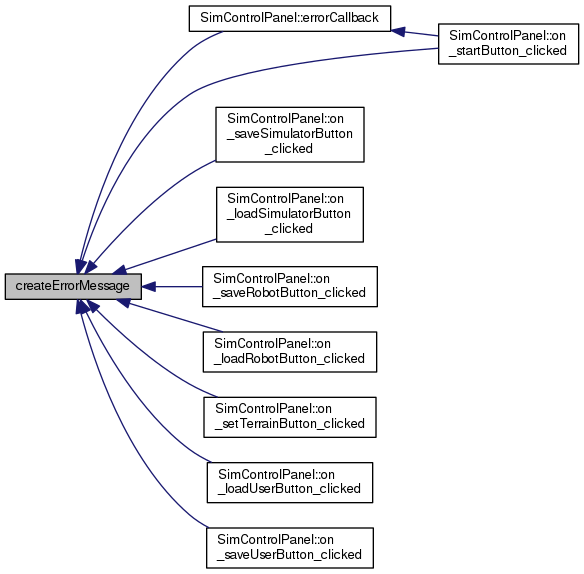 SimControlPanel::errorCallback
SimControlPanel::on
_startButton_clicked
SimControlPanel::on
_saveSimulatorButton
_clicked
SimControlPanel::on
_loadSimulatorButton
_clicked
createErrorMessage
SimControlPanel::on
_saveRobotButton_clicked
SimControlPanel::on
_loadRobotButton_clicked
SimControlPanel::on
_setTerrainButton_clicked
SimControlPanel::on
_loadUserButton_clicked
SimControlPanel::on
_saveUserButton_clicked